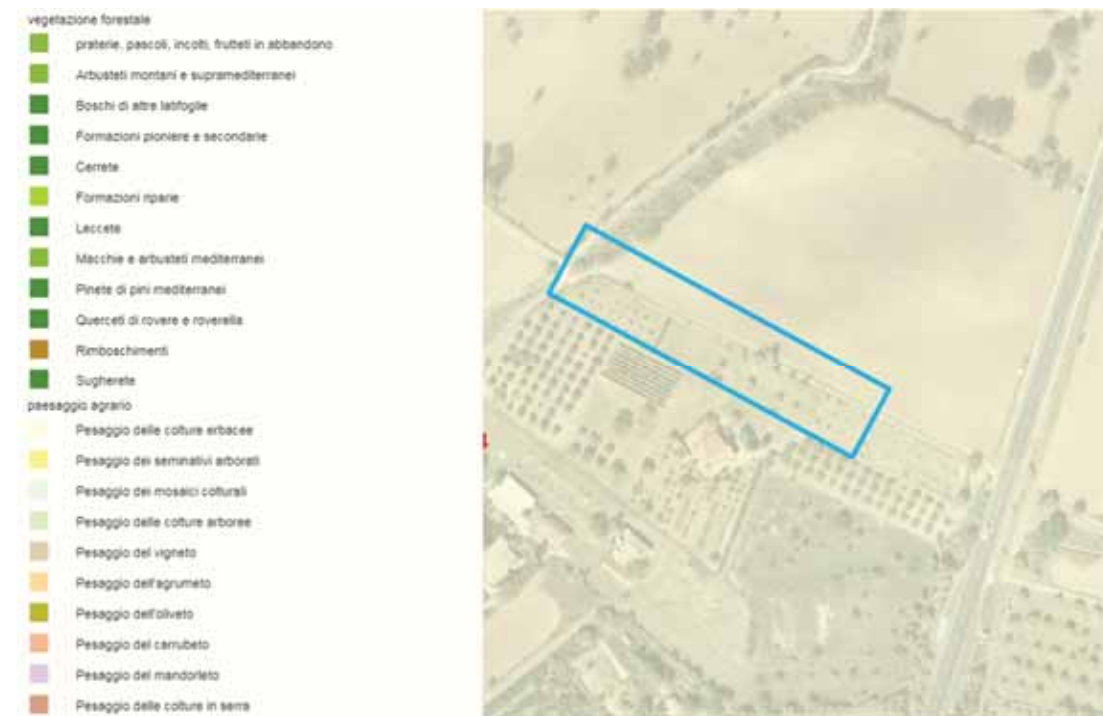 vegetazione forestale
praterie, pascoli, incolti, frutteti in abbandono
Arbusteti montani e supramediterranei
Boschi di altre latifoglie
Formazioni pioniere e secondarie
Cerrete
Formazioni riparie
Leccete
Macchie e arbusteti mediterranei
Pinete di pini mediterranei
Querceti di rovere e roverella
Rimboschimenti
Sugherete
paesaggio agrario
Pesaggio delle colture erbacee
Pesaggio dei seminativi arborati
Pesaggio dei mosaici colturali
Pesaggio delle colture arboree
Pesaggio del vigneto
Pesaggio dell'agrumeto
Pesaggio dell'oliveto
Pesaggio del carrubeto
Pesaggio del mandorleto
Pesaggio delle colture in serra